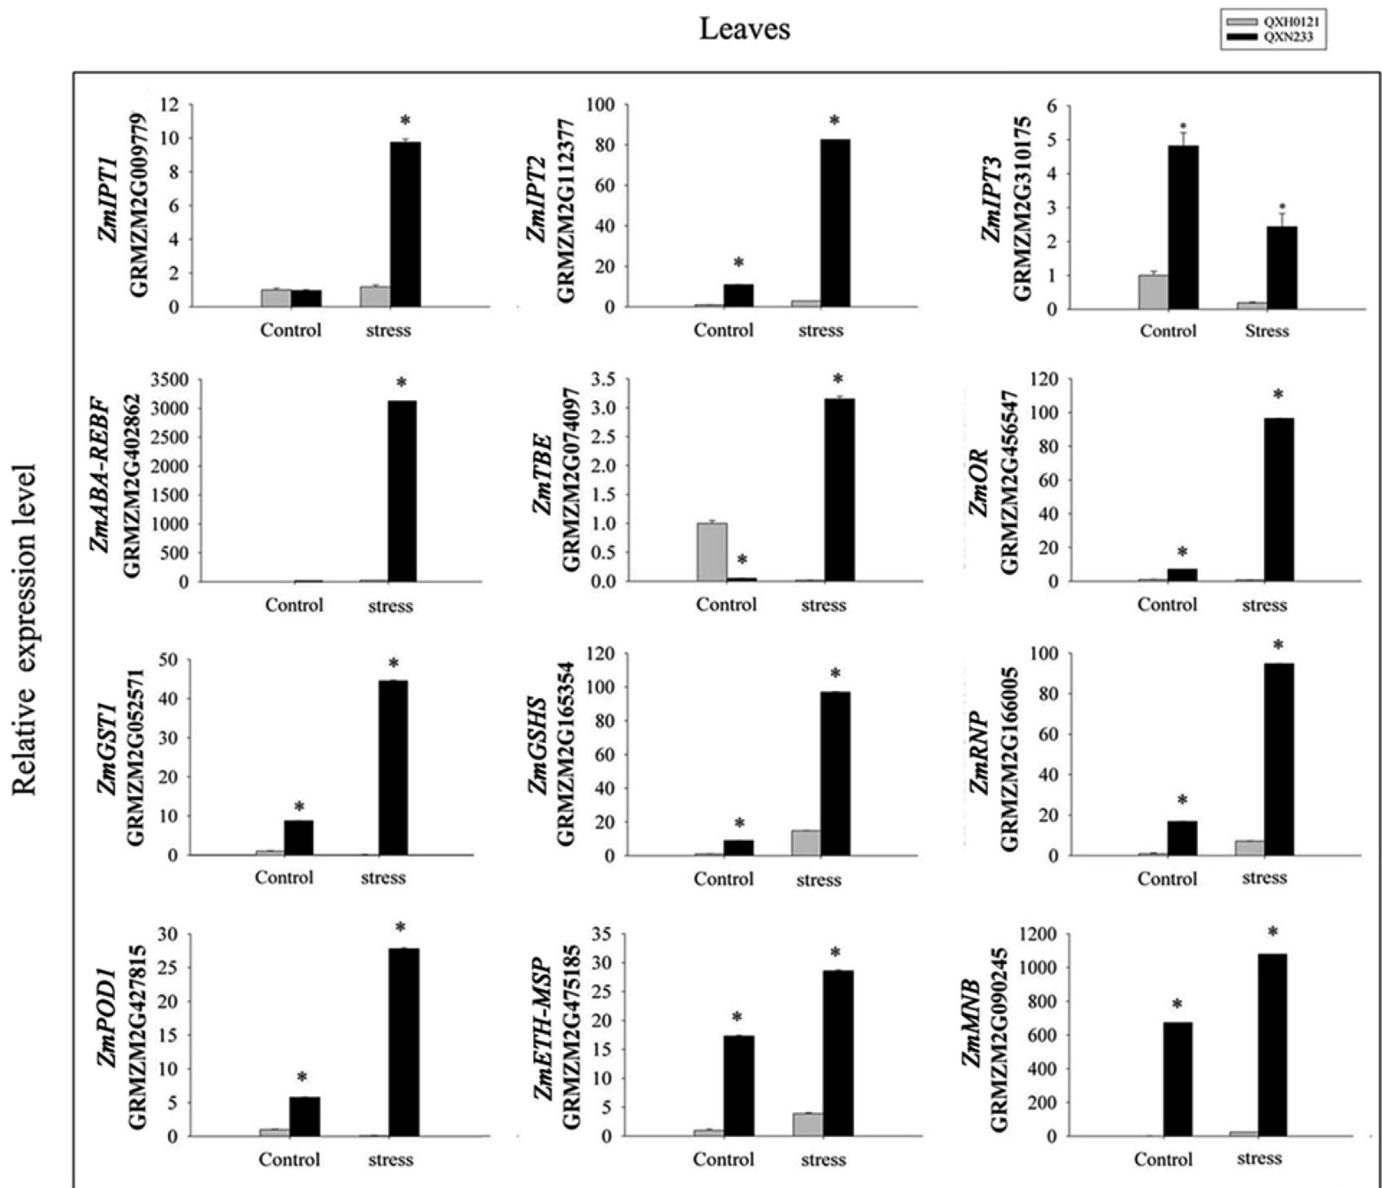 Leaves
QXH0121
QXN233
Relative expression level
ZmIPT1
GRMZM2G009779
12
10
8
6
4
2
0
*
Control stress
ZmIPT2
GRMZM2G112377
100
80
60
40
20
0
*
*
Control stress
ZmIPT3
GRMZM2G310175
6
5
4
3
2
1
0
*
*
Control Stress
ZmABA-REBF
GRMZM2G402862
3500
3000
2500
2000
1500
1000
500
0
*
Control stress
ZmTBE
GRMZM2G074097
3.5
3.0
2.5
2.0
1.5
1.0
0.5
0.0
*
*
Control stress
ZmOR
GRMZM2G456547
120
100
80
60
40
20
0
*
*
Control stress
ZmGST1
GRMZM2G052571
50
40
30
20
10
0
*
*
Control stress
ZmGSHS
GRMZM2G165354
120
100
80
60
40
20
0
*
*
Control stress
ZmRNP
GRMZM2G166005
100
80
60
40
20
0
*
*
Control stress
ZmPOD1
GRMZM2G427815
30
25
20
15
10
5
0
*
*
Control stress
ZmETH-MSP
GRMZM2G475185
35
30
25
20
15
10
5
0
*
*
Control stress
ZmMNB
GRMZM2G090245
1200
1000
800
600
400
200
0
*
*
Control stress